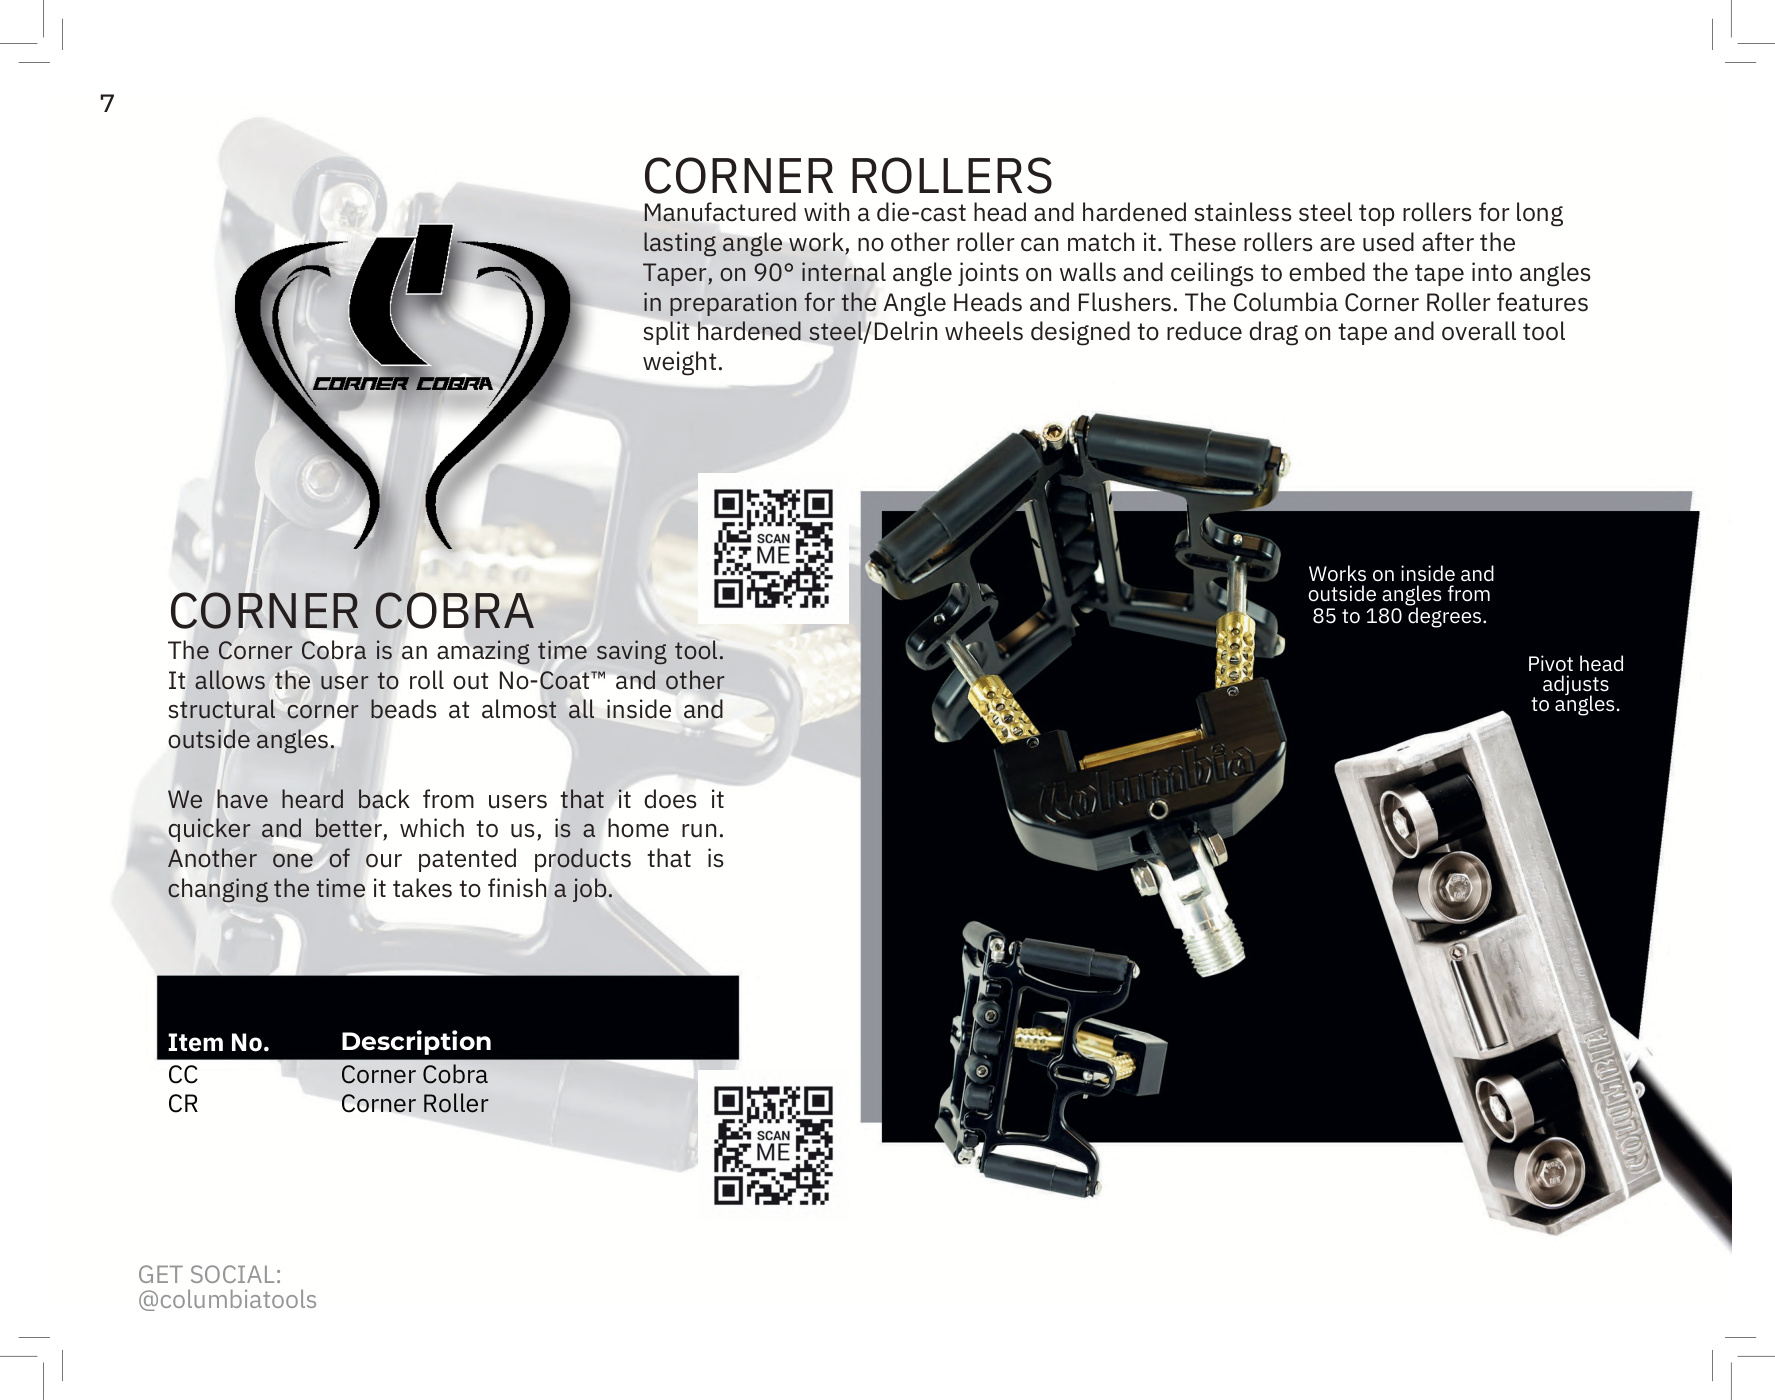 7
CORNER ROLLERS
Manufactured with a die-cast head and hardened stainless steel top rollers for long
lasting angle work, no other roller can match it. These rollers are used after the
Taper, on 90° internal angle joints on walls and ceilings to embed the tape into angles
in preparation for the Angle Heads and Flushers. The Columbia Corner Roller features
split hardened steel/Delrin wheels designed to reduce drag on tape and overall tool
weight.
CORNER COBRA
SCAN
ME
CORNER COBRA
The Corner Cobra is an amazing time saving tool.
It allows the user to roll out No-Coat™ and other
structural corner beads at almost all inside and
outside angles.
We have heard back from users that it does it
quicker and better, which to us, is a home run.
Another one of our patented products that is
changing the time it takes to finish a job.
Works on inside and
outside angles from
85 to 180 degrees.
Pivot head
adjusts
to angles.
Columbia
COLUMBIA
Item No. Description
CC Corner Cobra
CR Corner Roller
SCAN
ME
GET SOCIAL:
@columbiatools